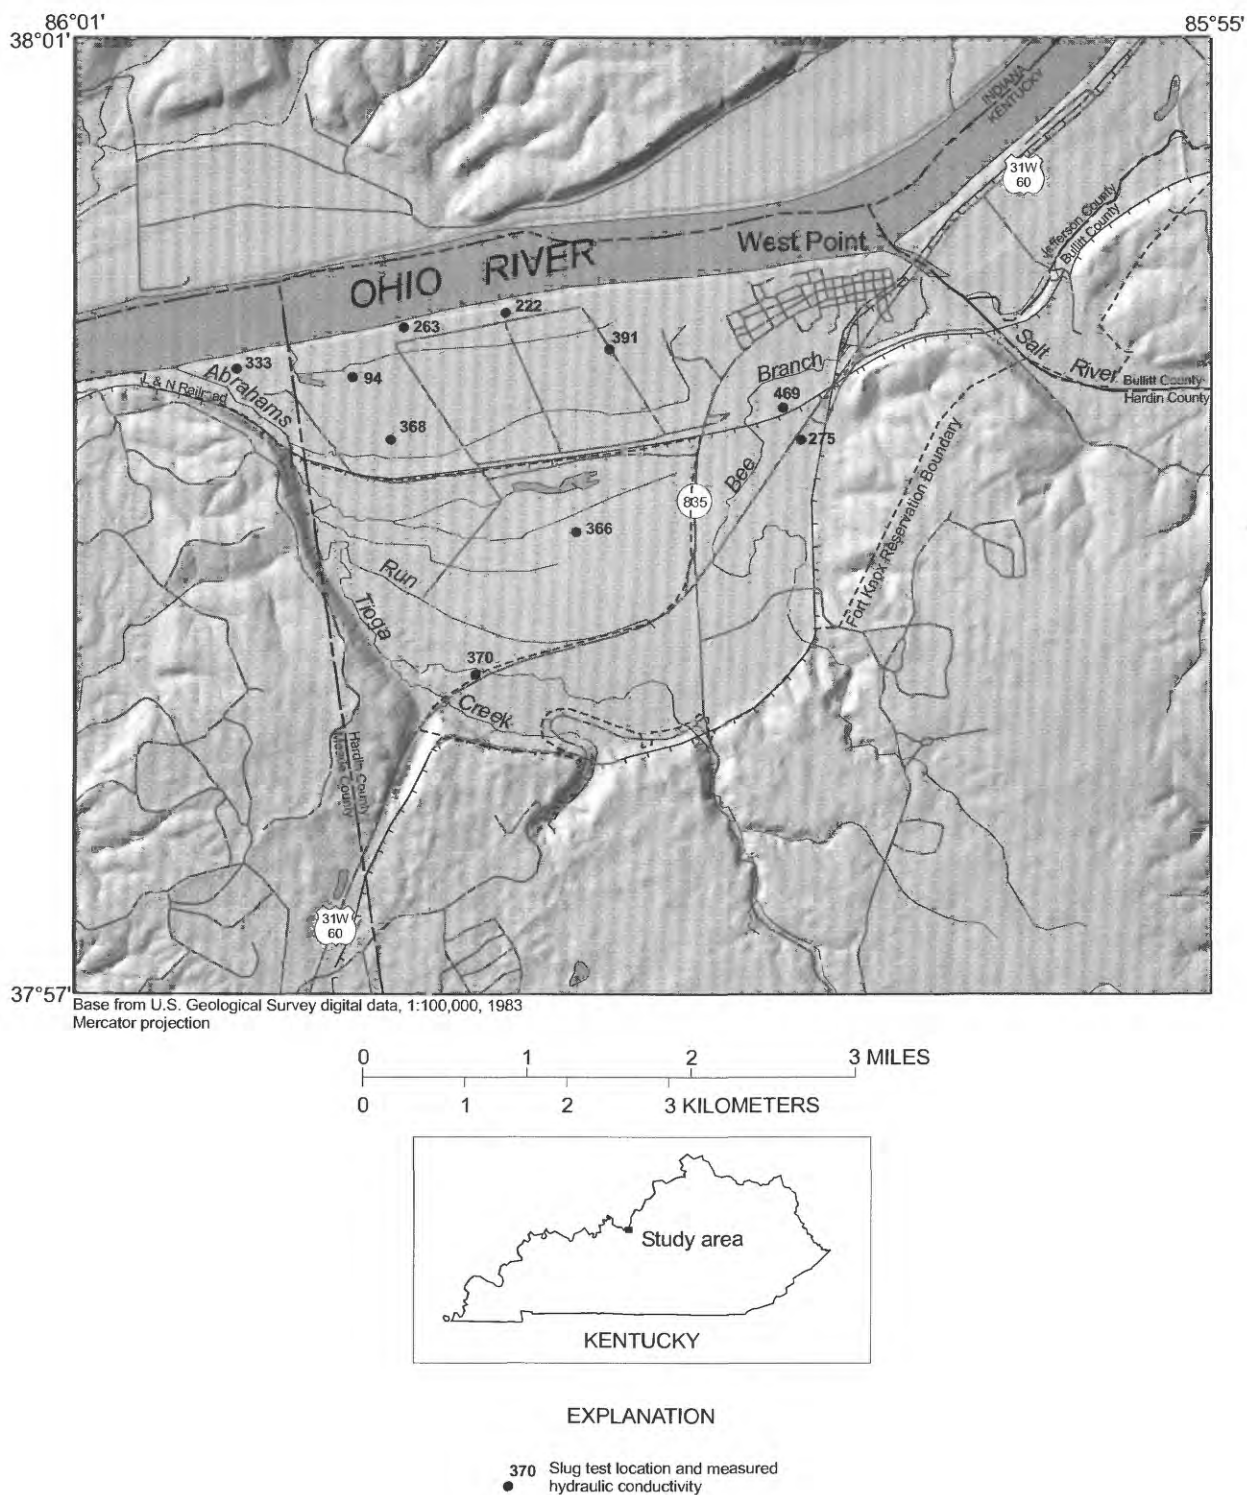 86°01'
85°55'
38°01'
INDIANA
KENTUCKY
31W
60
Jefferson County
Bullitt County
West Point
OHIO RIVER
222
263
391
333
94
Abrahams
L & N Railroad
Branch
Salt
River
Bullitt County
Hardin County
469
368
275
Bee
835
366
Fort Knox Reservation Boundary
Run
Tioga
370
Creek
Hardin County
Meade County
31W
60
37°57'
Base from U.S. Geological Survey digital data, 1:100,000, 1983
Mercator projection
0 1 2 3 MILES
0 1 2 3 KILOMETERS
Study area
KENTUCKY
EXPLANATION
370 Slug test location and measured
hydraulic conductivity